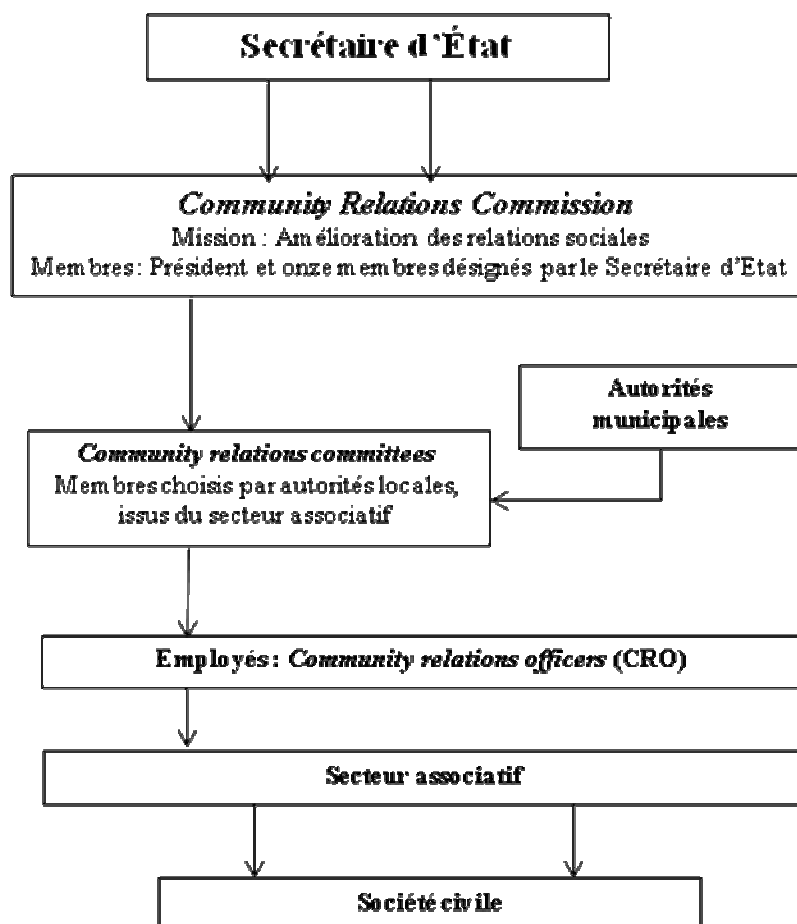 Secrétaire d'État
Community Relations Commission
Mission : Amélioration des relations sociales
Membres: Président et onze membres désignés par le Secrétaire d'Etat
Autorités
municipales
Community relations committees
Membres choisis par autorités locales,
issus du secteur associatif
Employés: Community relations officers (CRO)
Secteur associatif
Société civile